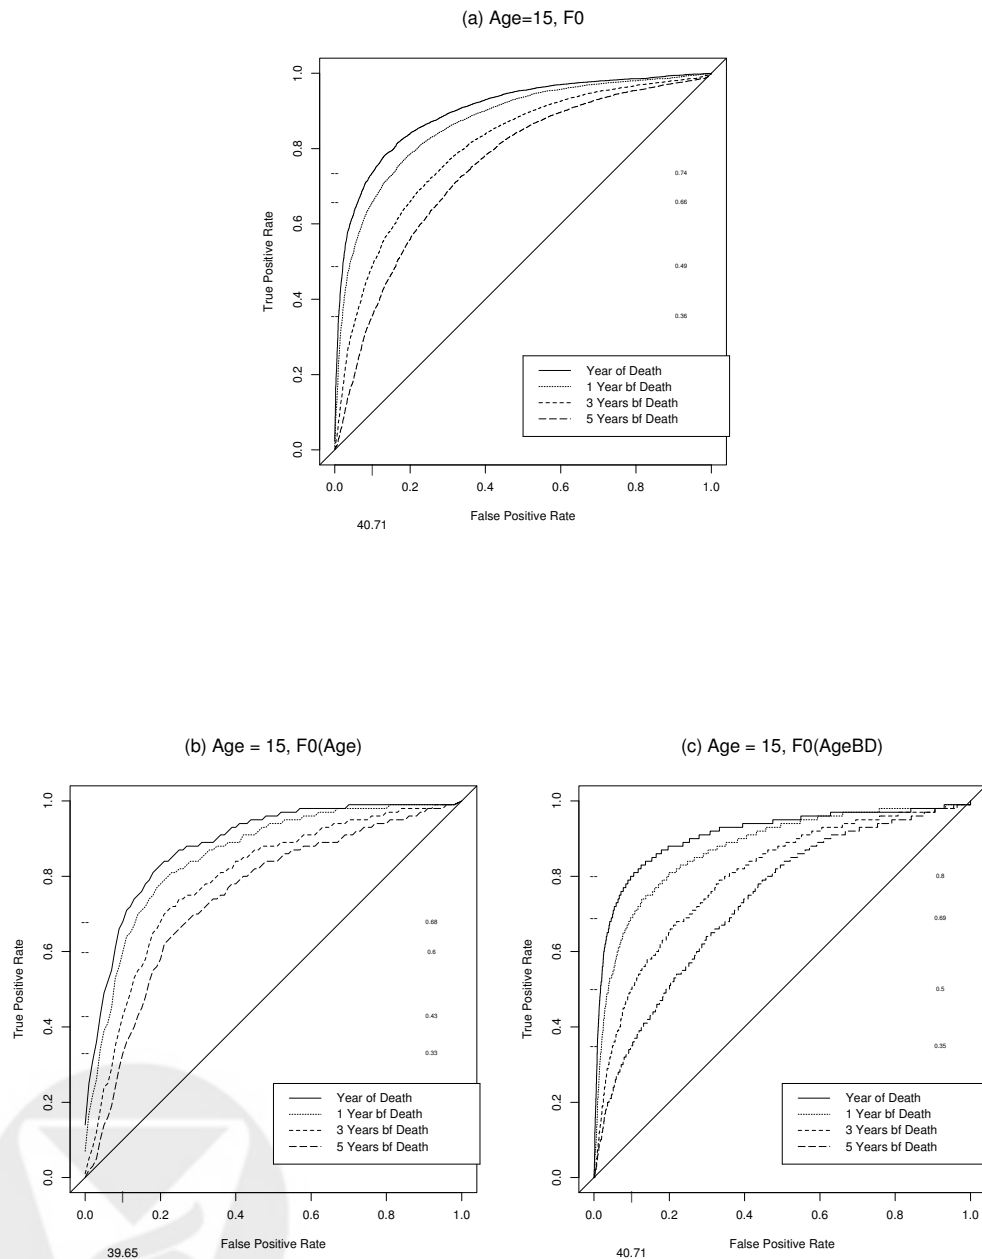 (a) Age=15, F0
1.0
0.8
0.74
0.66
True Positive Rate
0.6
0.49
0.4
0.36
Year of Death
1 Year bf Death
3 Years bf Death
5 Years bf Death
0.2
0.0
0.0 0.2 0.4 0.6 0.8 1.0
False Positive Rate
40.71
(b) Age = 15, F0(Age)
1.0
0.8
0.68
0.6
True Positive Rate
0.6
0.43
0.4
0.33
Year of Death
1 Year bf Death
3 Years bf Death
5 Years bf Death
0.2
0.0
0.0 0.2 0.4 0.6 0.8 1.0
False Positive Rate
39.65
(c) Age = 15, F0(AgeBD)
1.0
0.8
0.8
0.69
True Positive Rate
0.6
0.5
0.4
0.35
Year of Death
1 Year bf Death
3 Years bf Death
5 Years bf Death
0.2
0.0
0.0 0.2 0.4 0.6 0.8 1.0
False Positive Rate
40.71